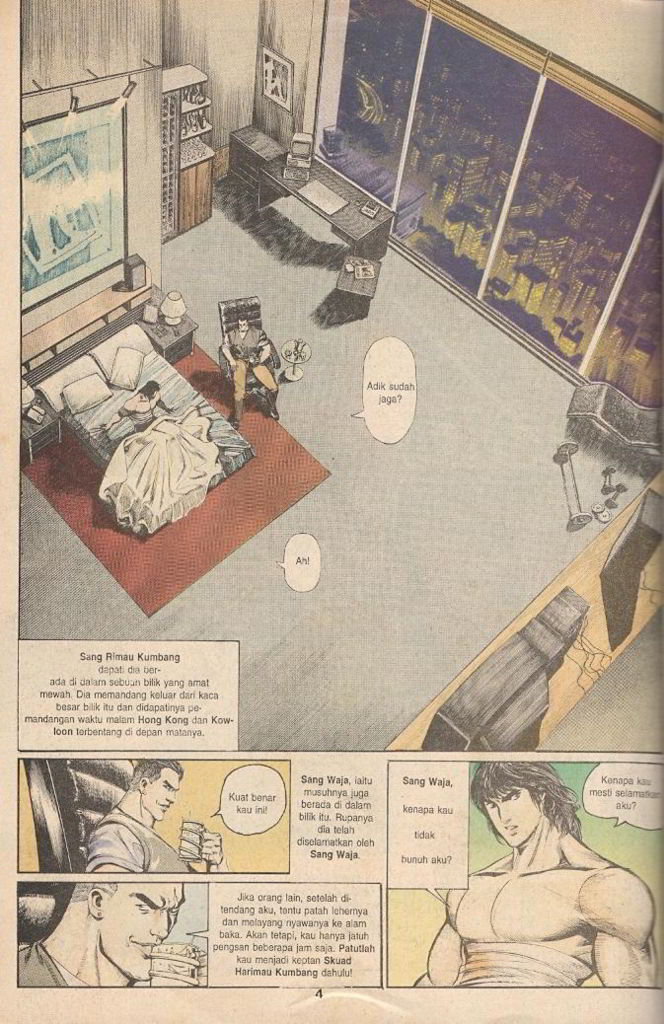 Adik sudah
jaga?
Ah!
Sang Rimau Kumbang
dapati dia ber-
ada di dalam sebuah bilik yang amat
mewah. Dia memandang keluar dari kaca
besar bilik itu dan didapatinya pe-
mandangan waktu malam Hong Kong dan Kow-
loon terbentang di depan matanya.
Kuat benar
kau ini!
Sang Waja, iaitu
musuhnya juga
berada di dalam
bilik itu. Rupanya
dia telah
diselamatkan oleh
Sang Waja.
Sang Waja,
kenapa kau
tidak
bunuh aku?
Kenapa kau
mesti selamatkan
aku?
Jika orang lain, setelah di-
tendang aku, tentu patah lehernya
dan melayang nyawanya ke alam
baka. Akan tetapi, kau hanya jatuh
pengsan beberapa jam saja. Patutlah
kau menjadi kapten Skuad
Harimau Kumbang dahulu!
4